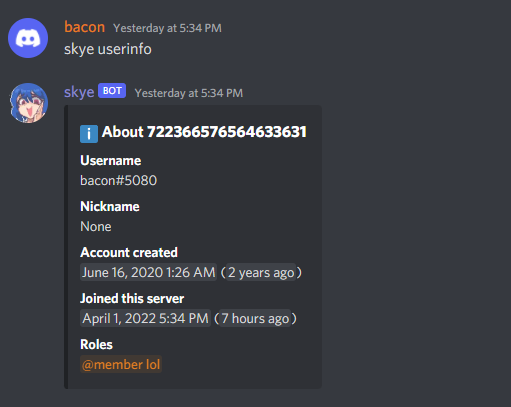 bacon Yesterday at 5:34 PM
skye userinfo
skye BOT Yesterday at 5:34 PM
i About 722366576564633631
Username
bacon#5080
Nickname
None
Account created
June 16, 2020 1:26 AM (2 years ago)
Joined this server
April 1, 2022 5:34 PM (7 hours ago)
Roles
@member lol